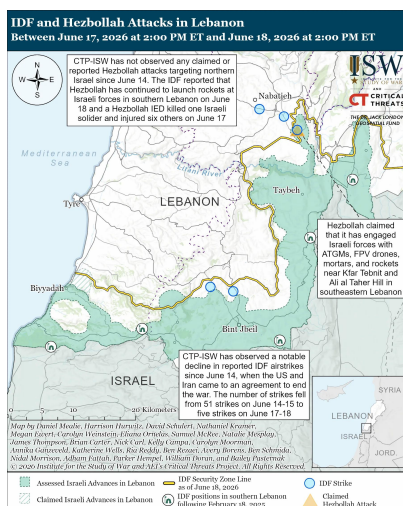 IDF and Hezbollah Attacks in Lebanon
Between June 17, 2026 at 2:00 PM ET and June 18, 2026 at 2:00 PM ET
N
W
E
S
CTP-ISW has not observed any claimed or
reported Hezbollah attacks targeting northern
Israel since June 14. The IDF reported that
Hezbollah has continued to launch rockets at
Israeli forces in southern Lebanon on June
18 and a Hezbollah IED killed one Israeli
solider and injured six others on June 17
ISW
CRITICAL
THREATS
GEOSPATIAL FUND
Nabatieh
Mediterranean
Sea
Litani River
Taybeh
Tyre
LEBANON
Hezbollah claimed
that it has engaged
Israeli forces with
ATGMs, FPV drones,
mortars, and rockets
near Kfar Tebnit and
Ali al Taher Hill in
southeastern Lebanon
Biyyadah
Bint Jbeil
CTP-ISW has observed a notable
decline in reported IDF airstrikes
since June 14, when the US and
Iran came to an agreement to end
the war. The number of strikes fell
from 51 strikes on June 14-15 to
five strikes on June 17-18
ISRAEL
SYRIA
LEBANON
ISRAEL
JORD.
0 5 10 20 Kilometers
Map by Daniel Mealie, Harrison Hurwitz, David Schulert, Nathaniel Kramer,
Megan Ewert, Carolyn Weinstein, Eliana Ornelas, Samuel McRee, Natalie Mesplay,
James Thompson, Brian Carter, Nick Carl, Kelly Campa, Carolyn Moorman,
Annika Ganzeveld, Katherine Wells, Ria Reddy, Ben Rezaei, Avery Borens, Ben Schmida,
Nidal Morrison, Adham Fattah, Parker Hempel, William Doran, and Bailey Pasternak
© 2026 Institute for the Study of War and AEI's Critical Threats Project. All Rights Reserved.
Assessed Israeli Advances in Lebanon
IDF Security Zone Line
as of June 18, 2026
IDF Strike
Claimed Israeli Advances in Lebanon
IDF positions in southern Lebanon
following February 18, 2025
Claimed
Hezbollah Attack